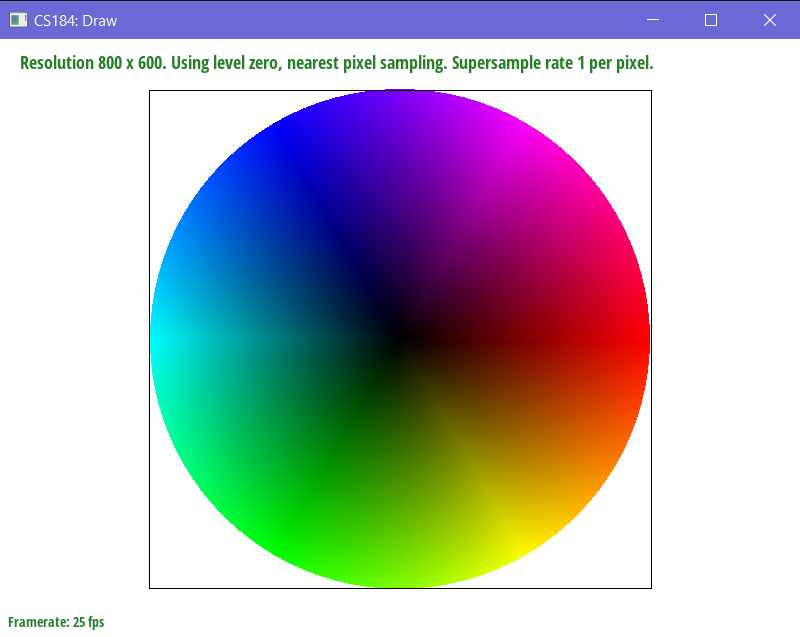 CS184: Draw
Resolution 800 x 600. Using level zero, nearest pixel sampling. Supersample rate 1 per pixel.
Framerate: 25 fps